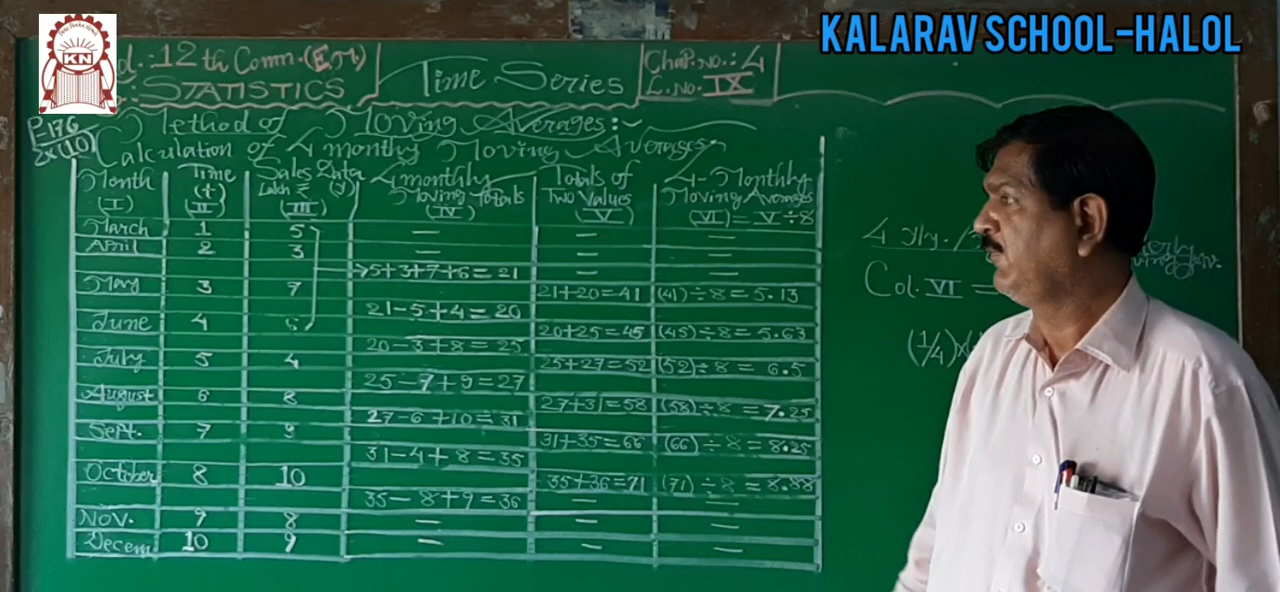 KALARAV SCHOOL-HALOL
KN
d.:12th Comm.(E.M.)
STATISTICS
Time Series
Chap. No.: 4
L. No. IX
P-176
2x(10)
Method of Moving Averages:-
Calculation of 4 monthly Moving Averages
Month (I) | Time (t) (II) | Sales Lakh ₹ (y) (III) | 4 monthly Moving Totals (IV) | Totals of Two Values (V) | 4-Monthly Moving Averages (VI)=V÷8
March 1 5 — — —
April 2 3 — — —
→5+3+7+6=21 — —
May 3 7
21+20=41 (41)÷8=5.13
21-5+4=20
June 4 6
20+25=45 (45)÷8=5.63
20-3+8=25
July 5 4
25+27=52 (52)÷8=6.5
25-7+9=27
August 6 8
27+31=58 (58)÷8=7.25
27-6+10=31
Sept. 7 9
31+35=66 (66)÷8=8.25
31-4+8=35
October 8 10
35+36=71 (71)÷8=8.88
35-8+9=36 — —
Nov. 9 8 — — —
Decem 10 9 — — —
Col. VI =
(1/4)x